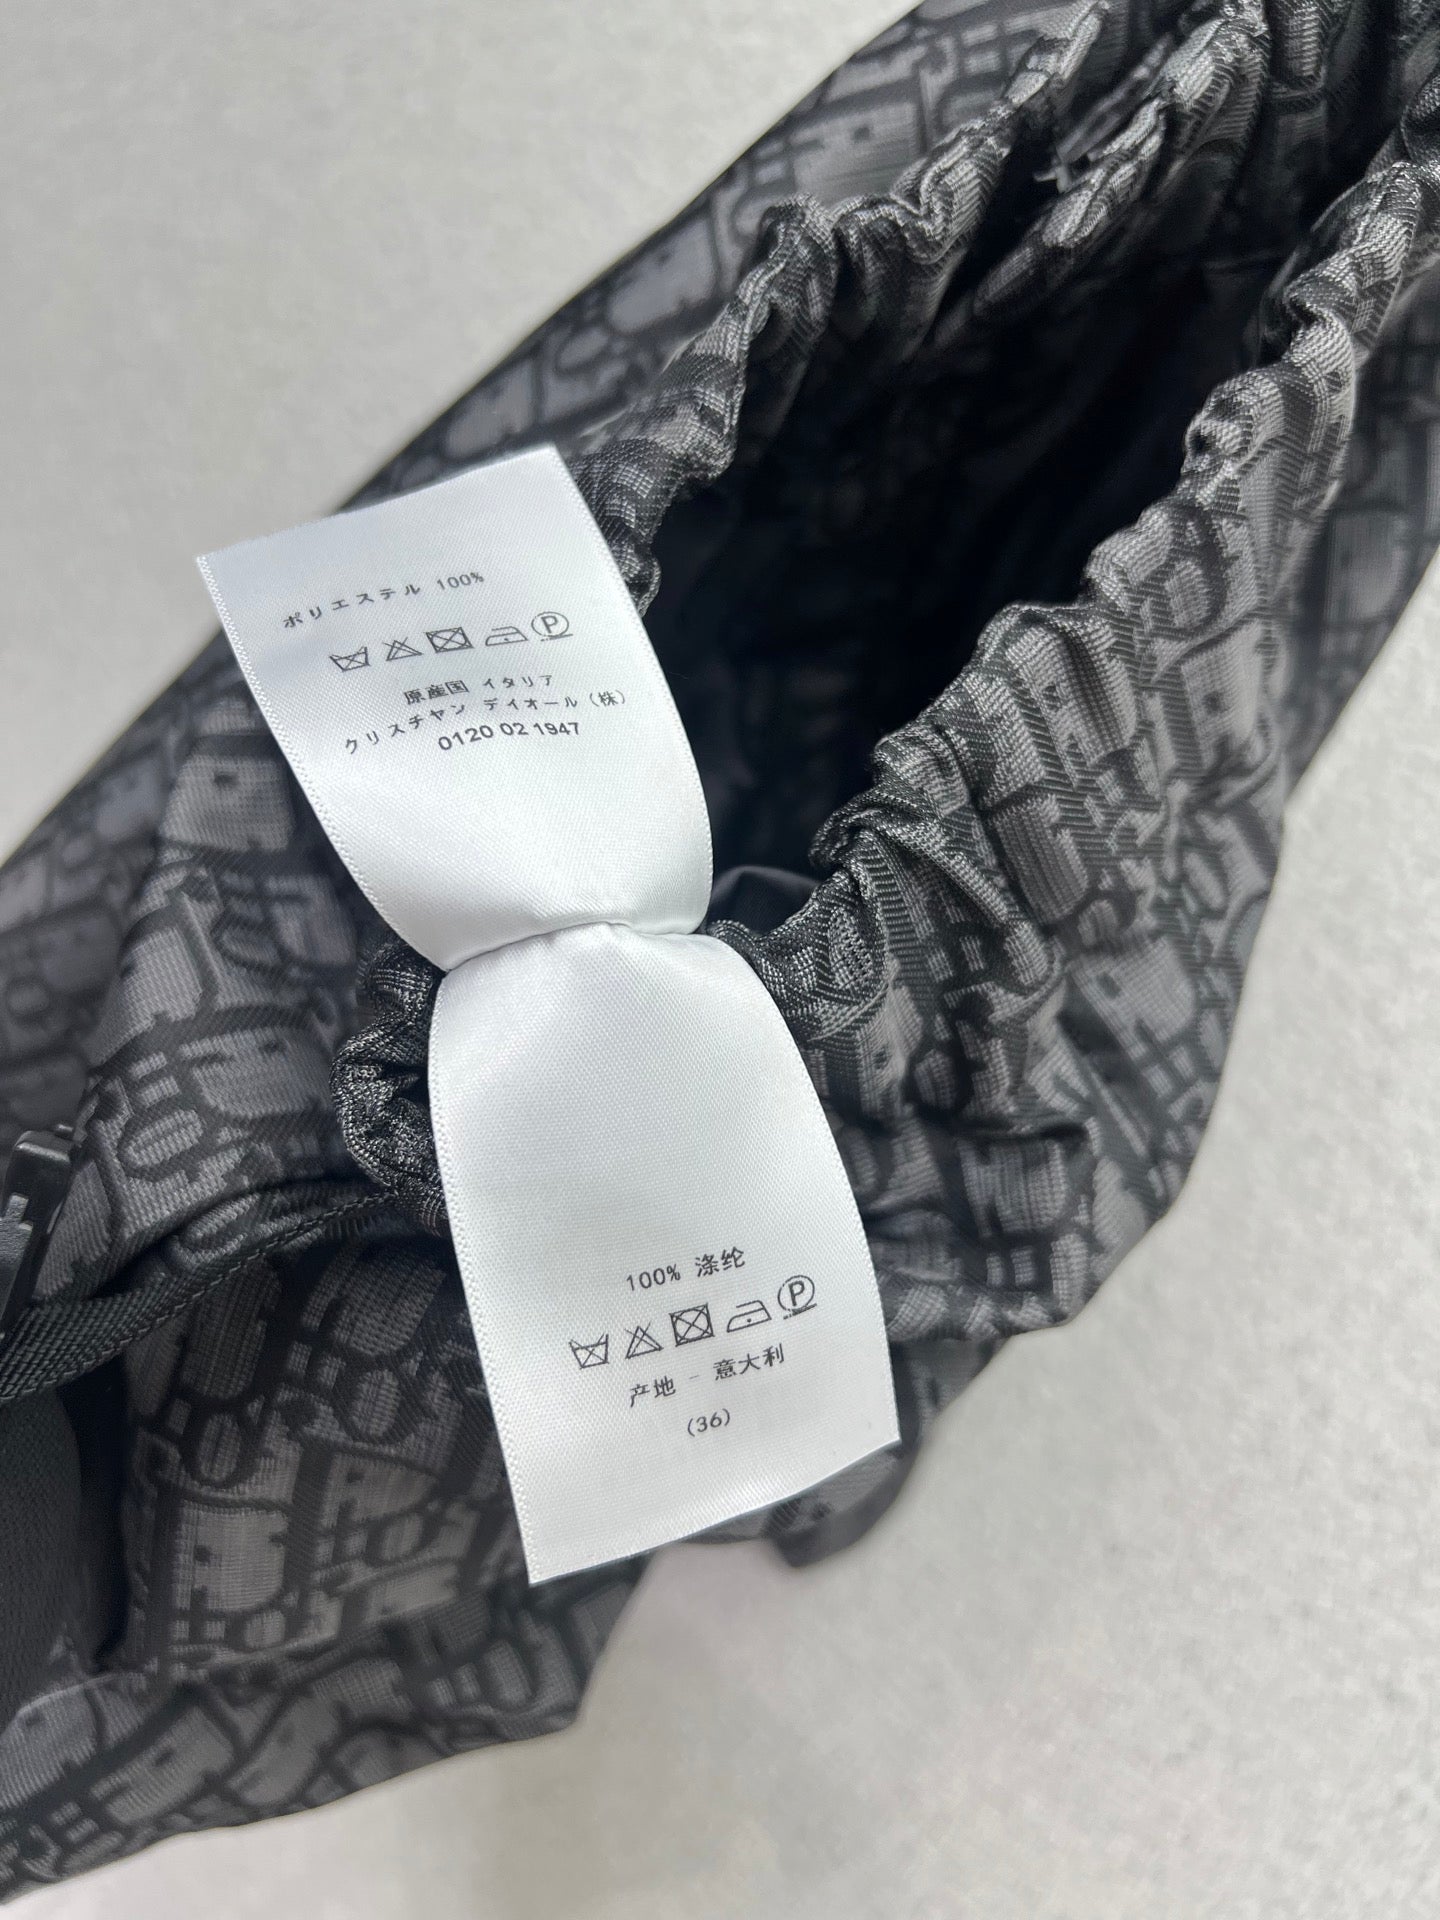 ポリエステル 100%
P
原産国 イタリア
クリスチャン ディオール (株)
0120 02 1947
100% 涤纶
P
产地 - 意大利
(36)